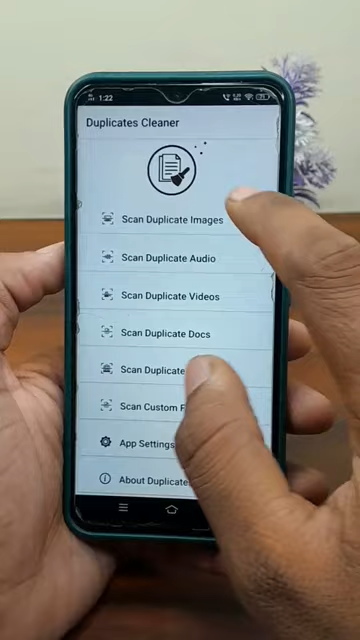 1:22
Duplicates Cleaner
Scan Duplicate Images
Scan Duplicate Audio
Scan Duplicate Videos
Scan Duplicate Docs
Scan Duplicate
Scan Custom
App Settings
About Duplicate